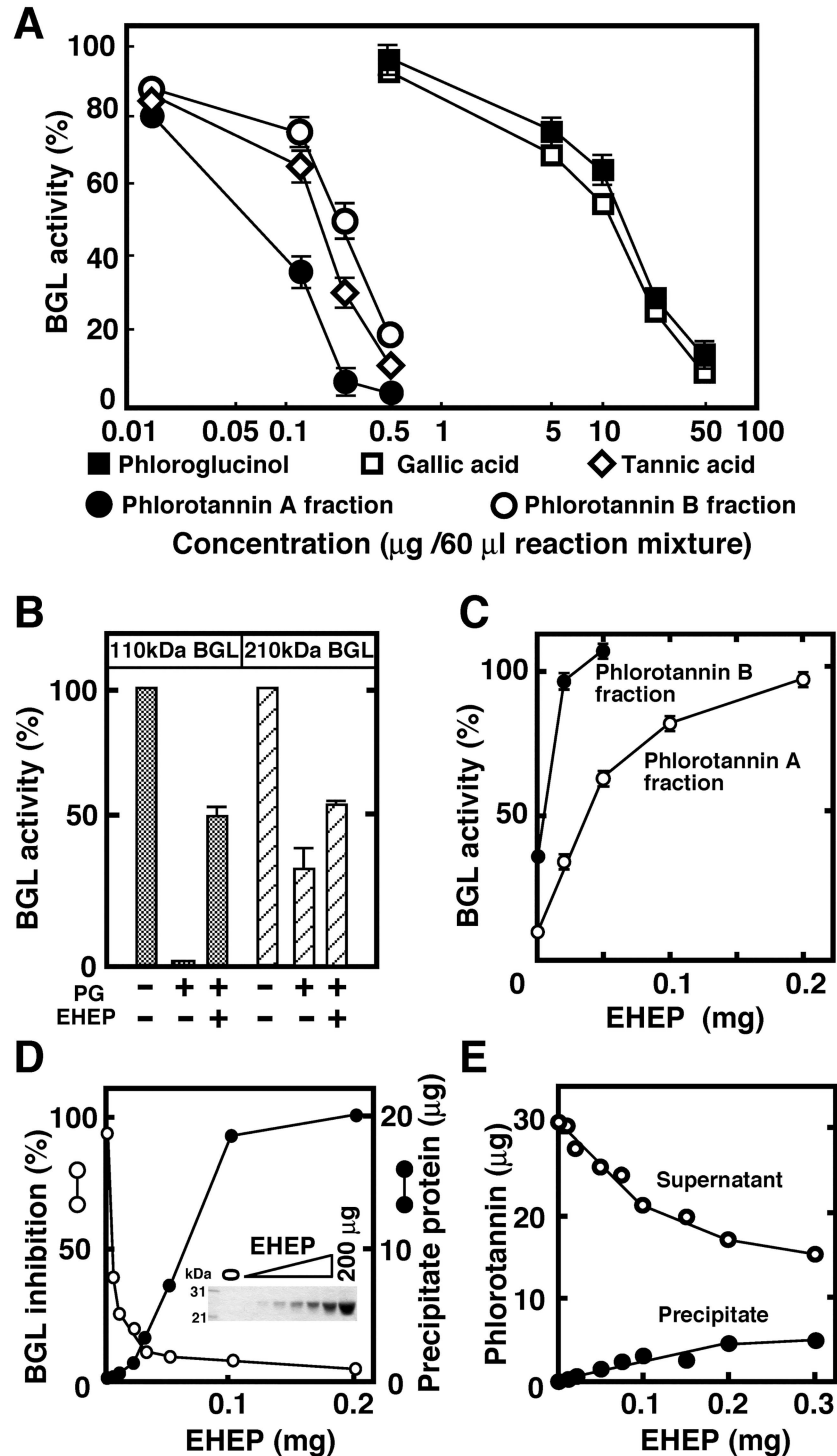 A
BGL activity (%)
100
80
60
40
20
0
0.01 0.05 0.1 0.5 1 5 10 50 100
Phloroglucinol Gallic acid Tannic acid
Phlorotannin A fraction Phlorotannin B fraction
Concentration (μg /60 μl reaction mixture)
B
110kDa BGL 210kDa BGL
BGL activity (%)
100
50
0
PG - + + - + +
EHEP - - + - - +
C
BGL activity (%)
100
50
Phlorotannin B
fraction
Phlorotannin A
fraction
0 0.1 0.2
EHEP (mg)
D
BGL inhibition (%)
100
50
0
Precipitate protein (μg)
20
10
0
EHEP
200 μg
kDa 0
31
21
0.1 0.2
EHEP (mg)
E
Phlorotannin (μg)
30
20
10
0
Supernatant
Precipitate
0.1 0.2 0.3
EHEP (mg)